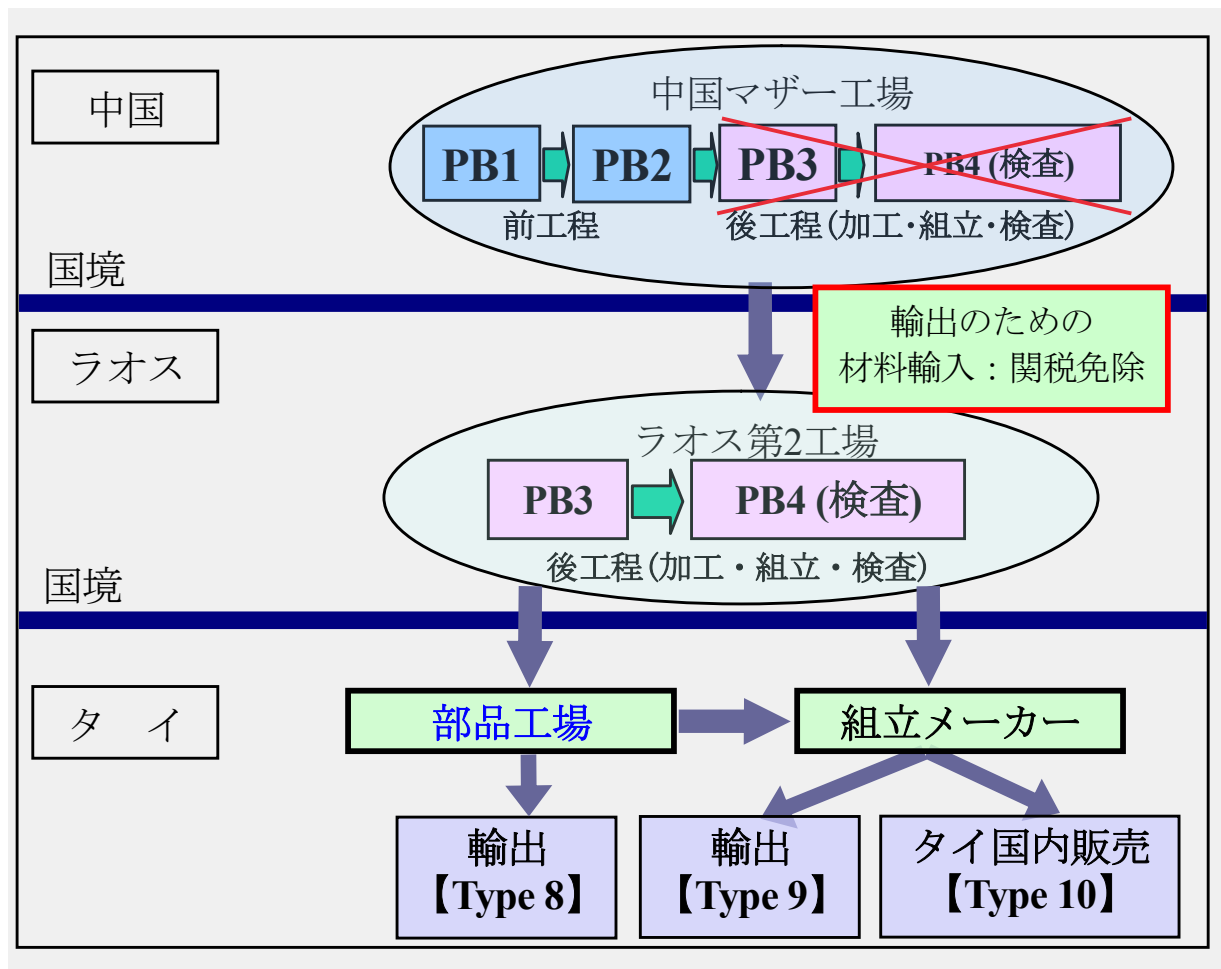 中国
中国マザー工場
PB1
PB2
PB3
PB4 (検査)
前工程
後工程(加工・組立・検査)
国境
輸出のための
材料輸入：関税免除
ラオス
ラオス第2工場
PB3
PB4 (検査)
後工程(加工・組立・検査)
国境
タ　イ
部品工場
組立メーカー
輸出
【Type 8】
輸出
【Type 9】
タイ国内販売
【Type 10】